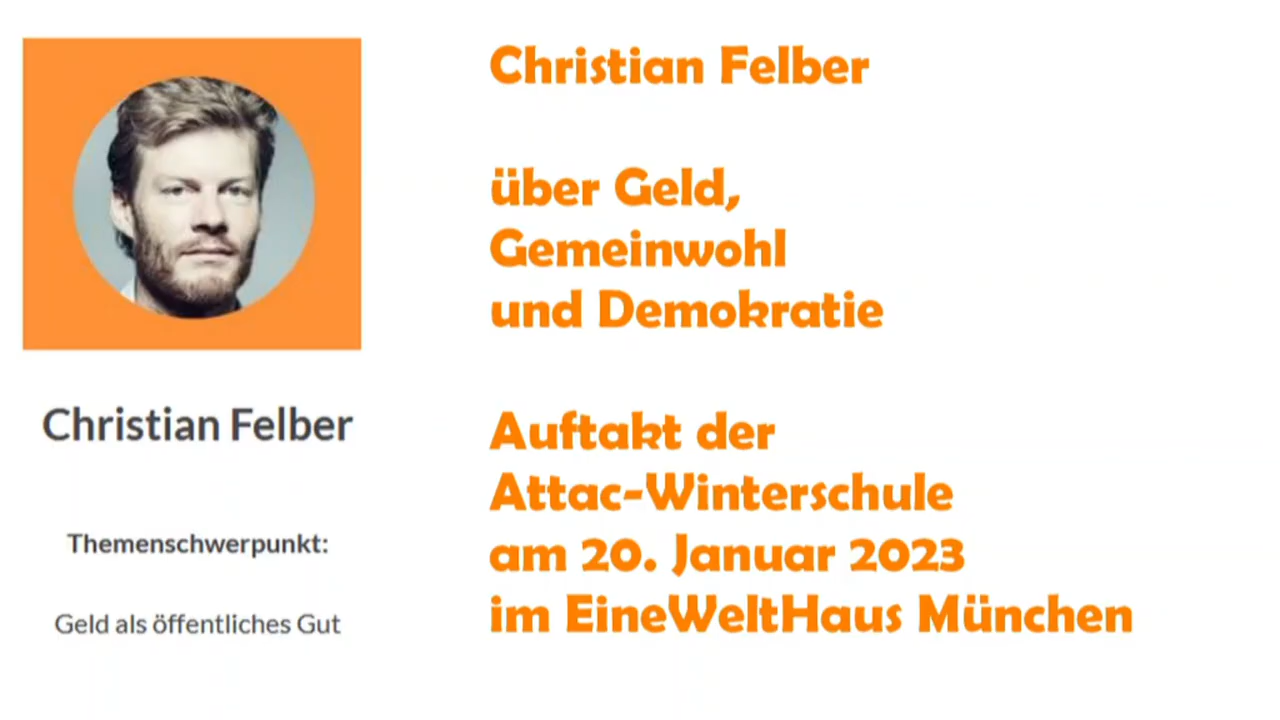 Christian Felber
Themenschwerpunkt:
Geld als öffentliches Gut
Christian Felber
über Geld,
Gemeinwohl
und Demokratie
Auftakt der
Attac-Winterschule
am 20. Januar 2023
im EineWeltHaus München